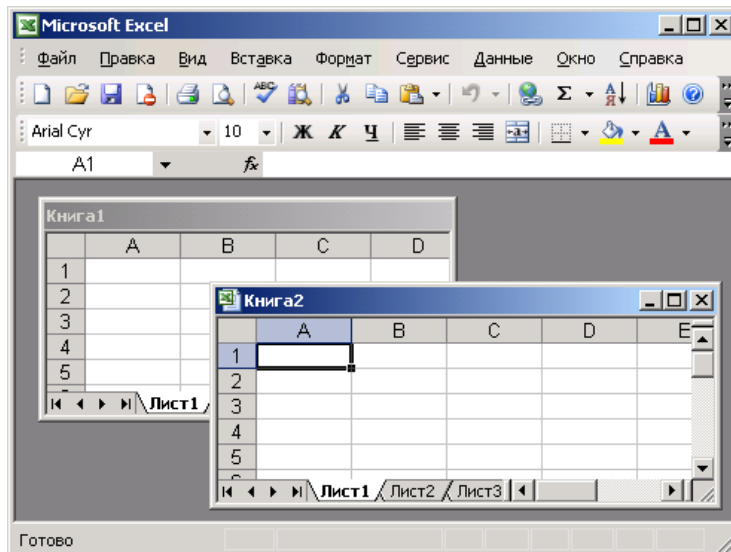 Microsoft Excel
Файл Правка Вид Вставка Формат Сервис Данные Окно Справка
Arial Cyr 10 Ж К Ч
A1 fx
Книга1
A B C D
1
2
3
4
5
Лист1
Книга2
A B C D E
1
2
3
4
5
Лист1 Лист2 Лист3
Готово